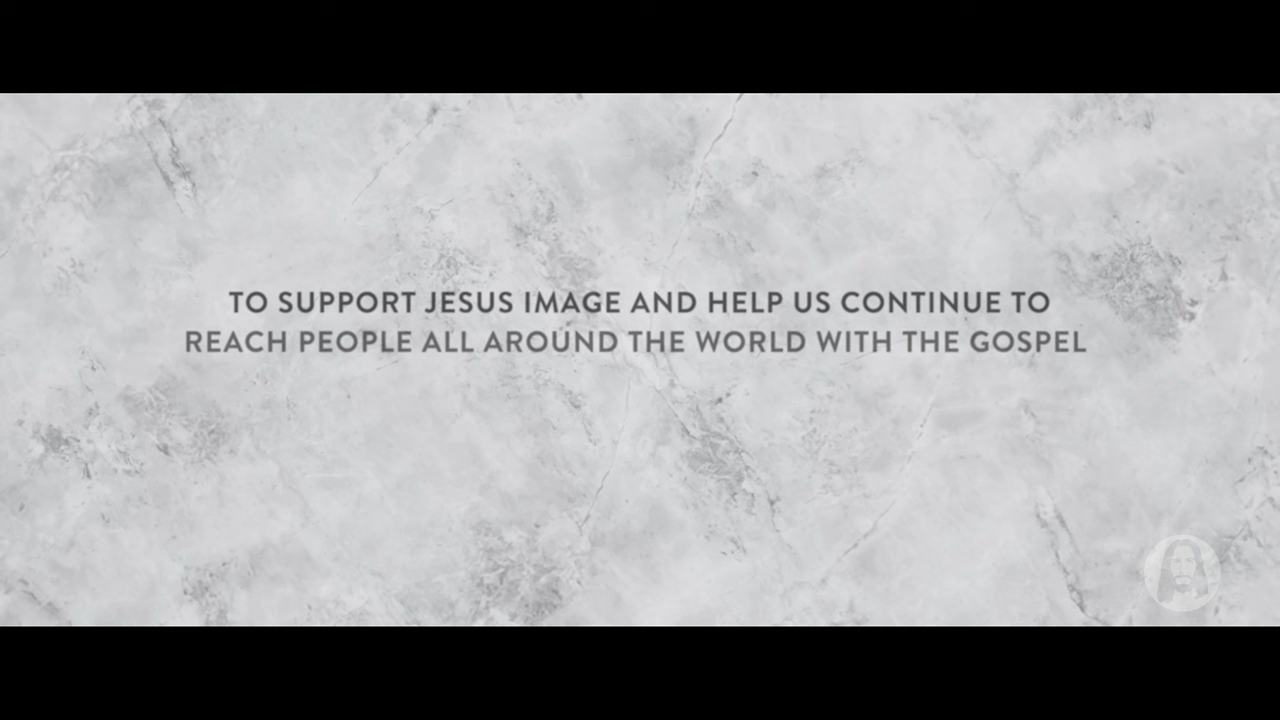 TO SUPPORT JESUS IMAGE AND HELP US CONTINUE TO
REACH PEOPLE ALL AROUND THE WORLD WITH THE GOSPEL